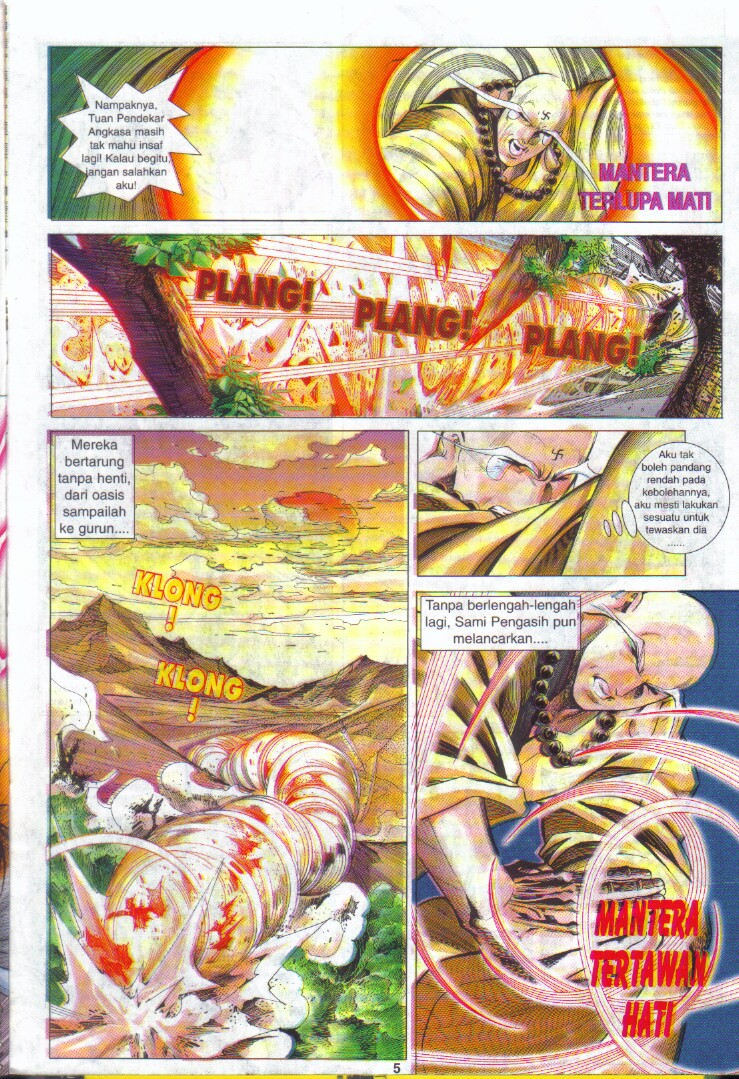 Nampaknya,
Tuan Pendekar
Angkasa masih
tak mahu insaf
lagi! Kalau begitu,
jangan salahkan
aku!
MANTERA
TERLUPA MATI
PLANG!
PLANG!
PLANG!
Mereka
bertarung
tanpa henti,
dari oasis
sampailah
ke gurun....
KLONG
!
KLONG
!
Aku tak
boleh pandang
rendah pada
kebolehannya,
aku mesti lakukan
sesuatu untuk
tewaskan dia
......
Tanpa berlengah-lengah
lagi, Sami Pengasih pun
melancarkan....
MANTERA
TERTAWAN
HATI
5